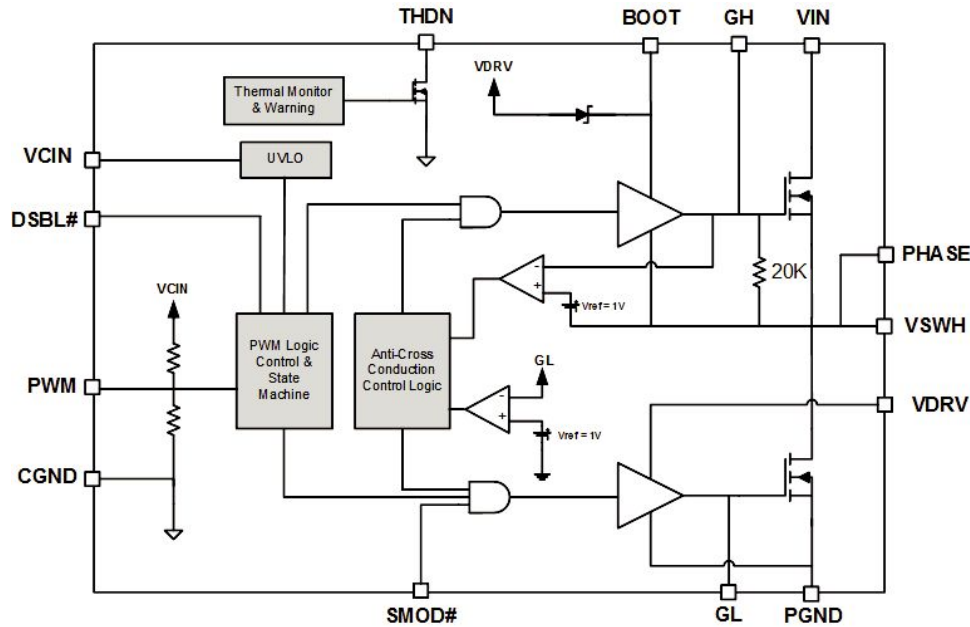 THDN
BOOT
GH
VIN
VDRV
Thermal Monitor
& Warning
VCIN
UVLO
DSBL#
PHASE
20K
VCIN
-
+
Vref = 1V
VSWH
PWM Logic
Control &
State
Machine
Anti-Cross
Conduction
Control Logic
GL
PWM
-
+
VDRV
Vref = 1V
CGND
SMOD#
GL
PGND